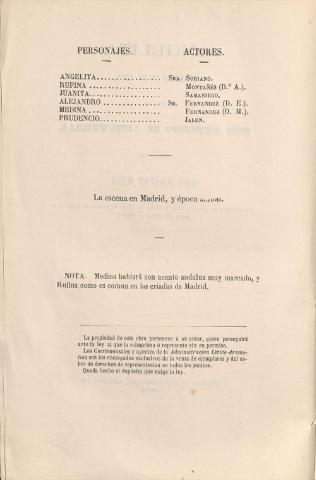 PERSONAJES. ACTORES.
ANGELITA................. SRA. SORIANO.
RUFINA................... MONTAÑÉS (D.ª A.).
JUANITA.................. SAMANIEGO.
ALEJANDRO............. SR. FERNANDEZ (D. E.).
MEDINA................... FERNANDEZ (D. M.).
PRUDENCIO.............. JALON.
La escena en Madrid, y época
NOTA. Medina hablará con acento andaluz muy marcado, y
Rufina como es comun en las criadas de Madrid.
La propiedad de esta obra pertenece á su autor, quien perseguirá
ante la ley al que la reimprima ó represente sin su permiso.
Los Corresponsales y agentes de la Administracion Lírico-dramá-
tica son los encargados exclusivos de la venta de ejemplares y del co-
bro de derechos de representacion en todos los puntos.
Queda hecho el depósito que exige la ley.